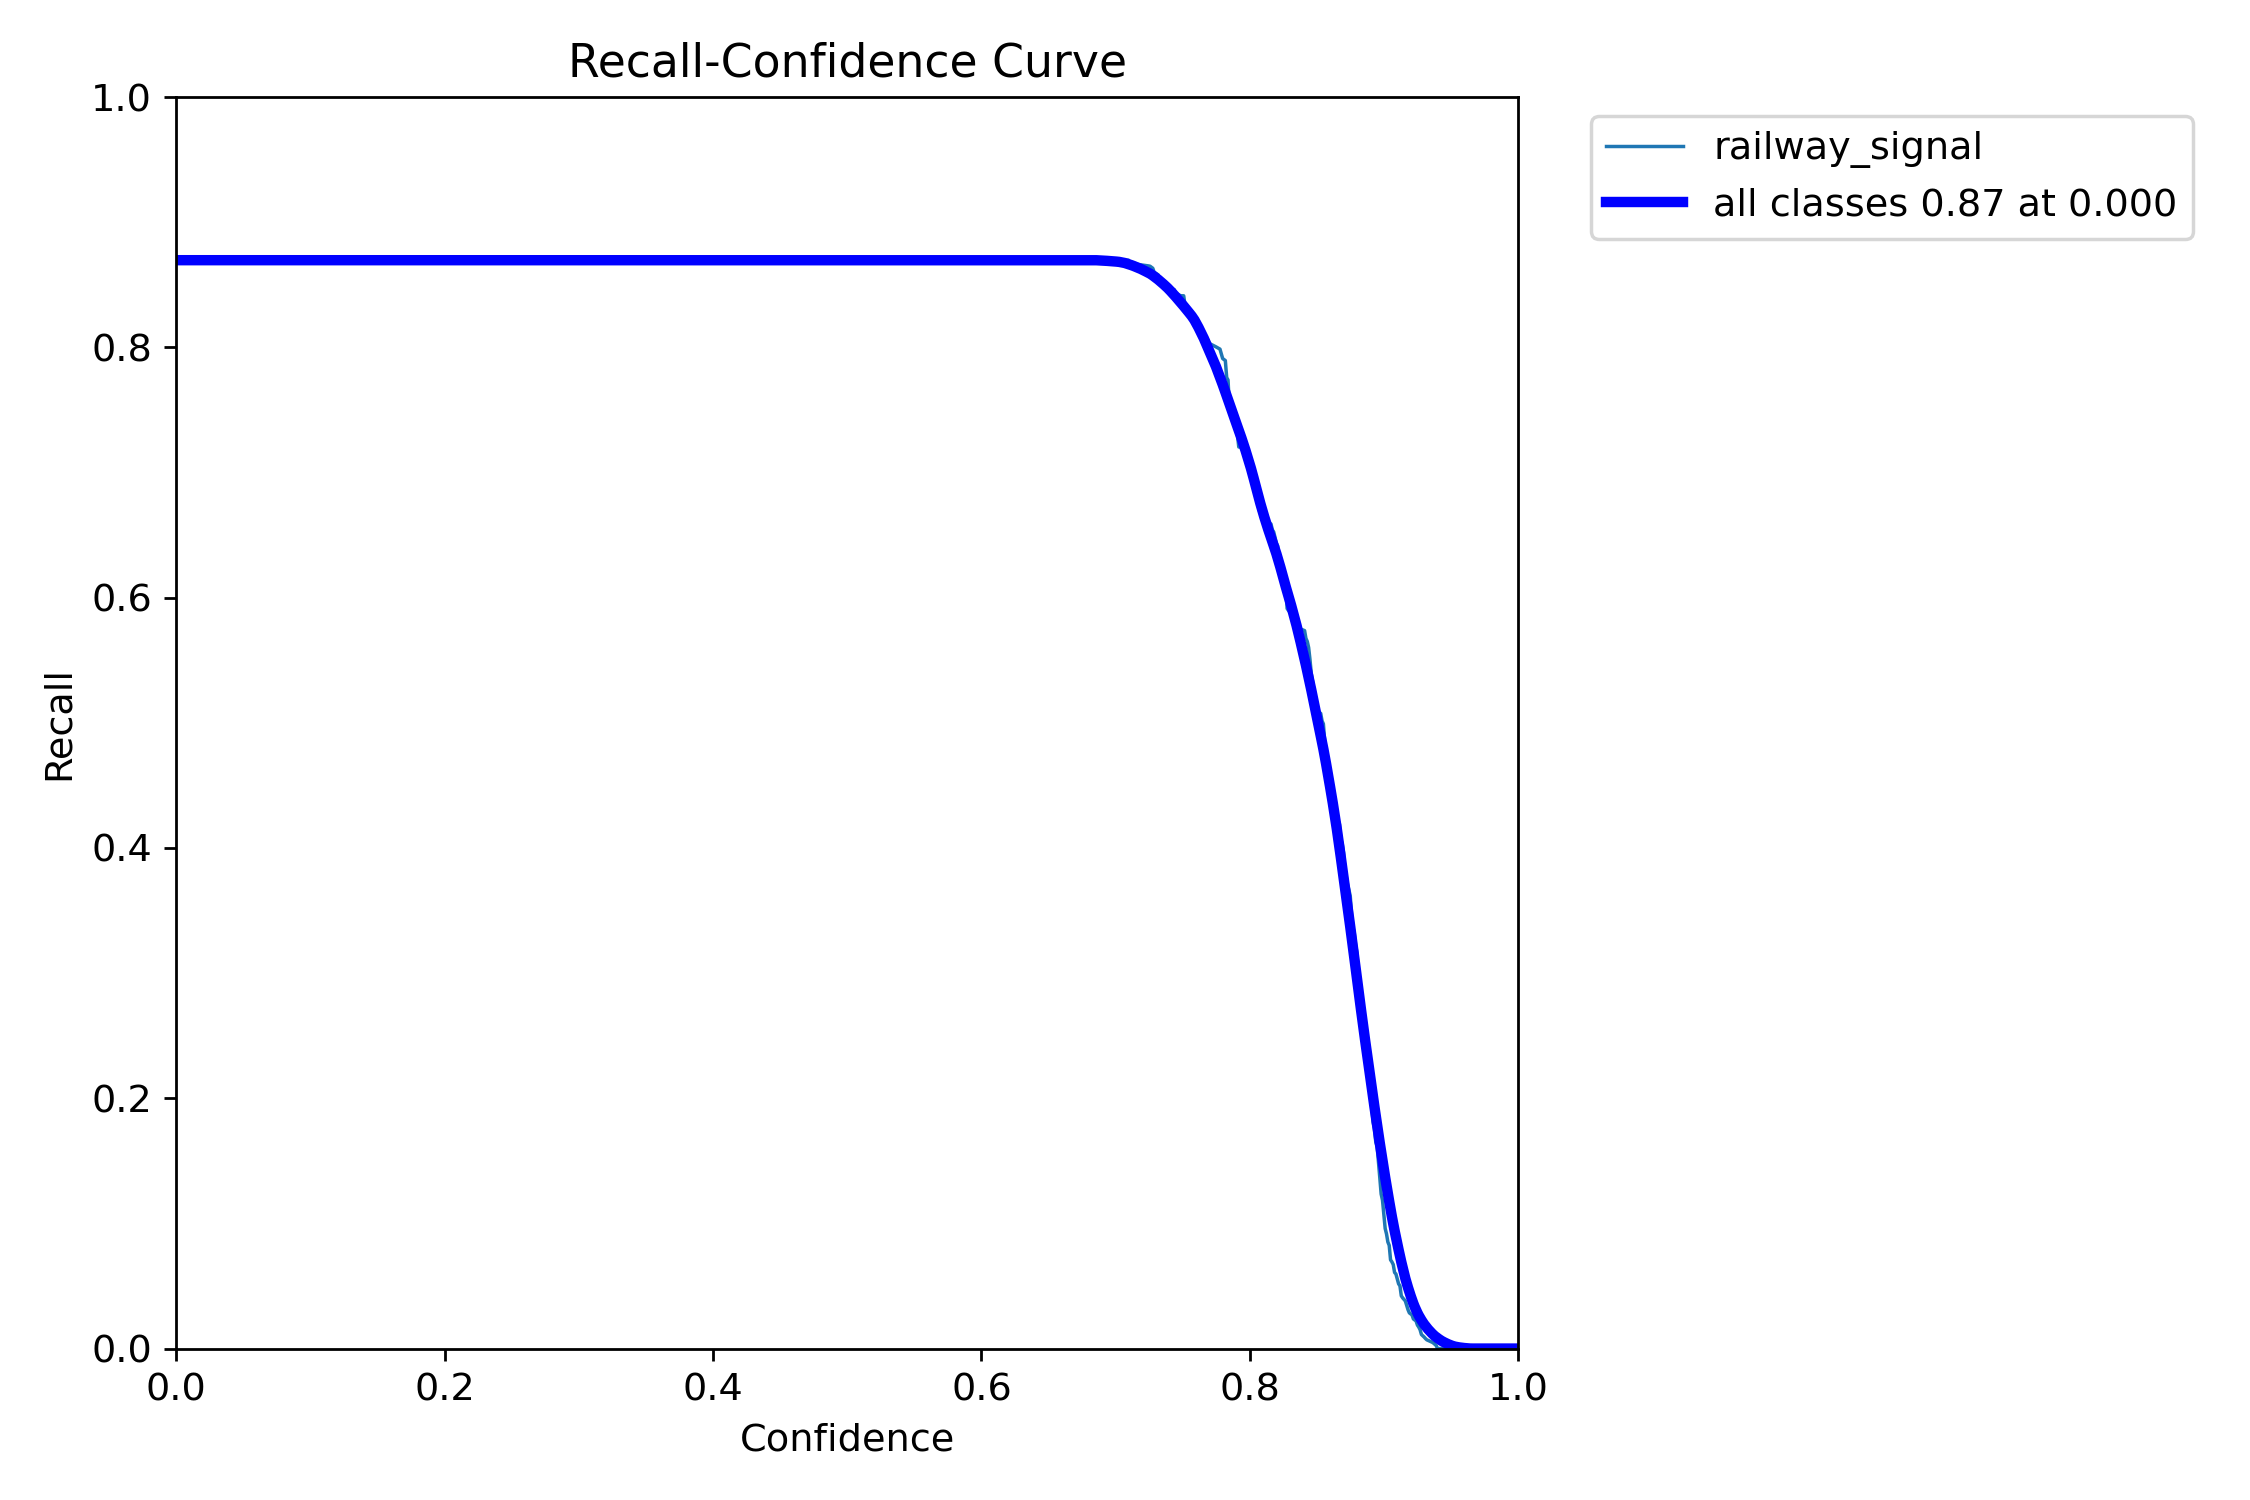 Recall-Confidence Curve
railway_signal
all classes 0.87 at 0.000
1.0
0.8
0.6
0.4
0.2
0.0
Recall
0.0 0.2 0.4 0.6 0.8 1.0
Confidence